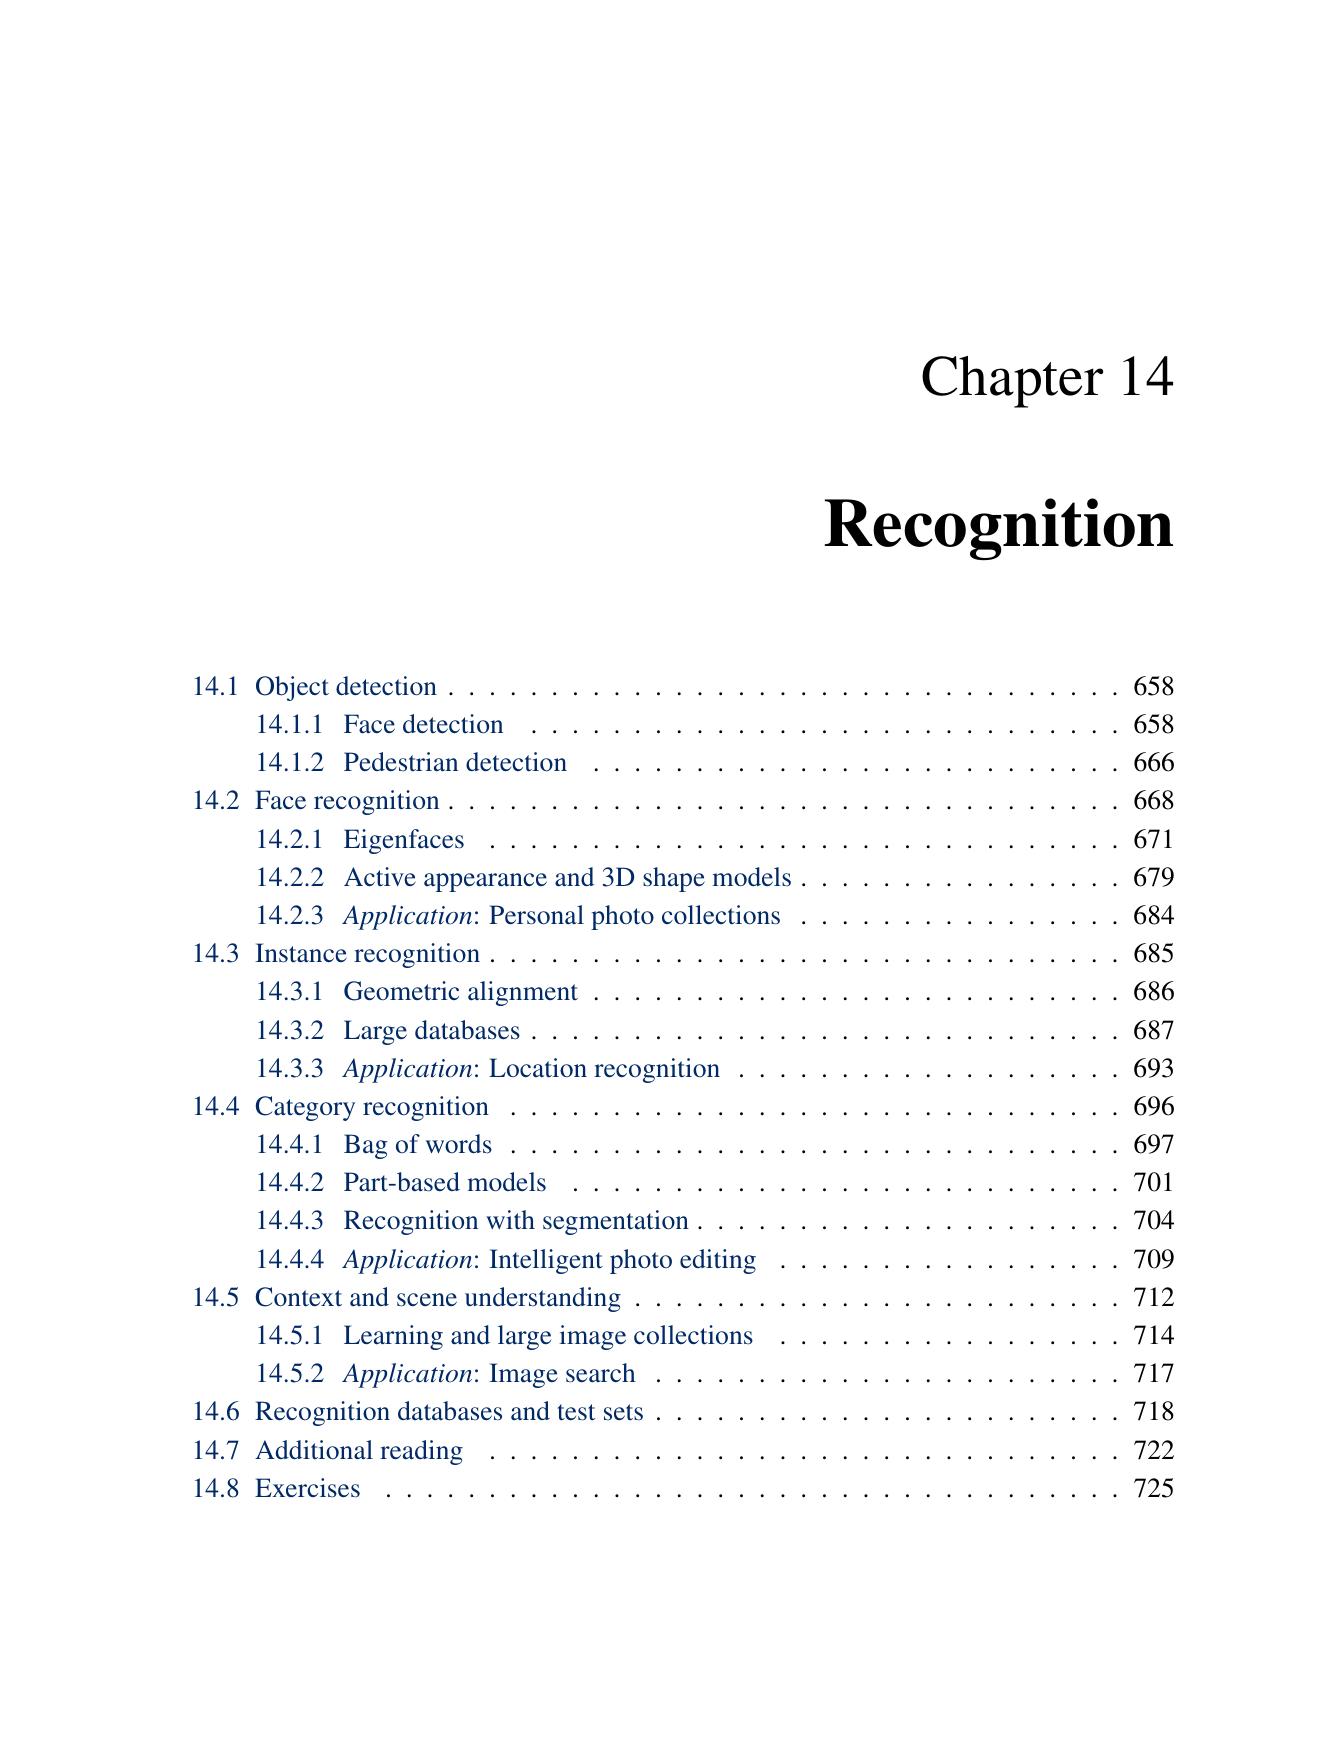 Chapter 14
Recognition
14.1 Object detection . . . . . . . . . . . . . . . . . . . . . . . . . . . . . . . . . 658
14.1.1 Face detection . . . . . . . . . . . . . . . . . . . . . . . . . . . . . 658
14.1.2 Pedestrian detection . . . . . . . . . . . . . . . . . . . . . . . . . . 666
14.2 Face recognition . . . . . . . . . . . . . . . . . . . . . . . . . . . . . . . . . 668
14.2.1 Eigenfaces . . . . . . . . . . . . . . . . . . . . . . . . . . . . . . . 671
14.2.2 Active appearance and 3D shape models . . . . . . . . . . . . . . . . 679
14.2.3 Application: Personal photo collections . . . . . . . . . . . . . . . . 684
14.3 Instance recognition . . . . . . . . . . . . . . . . . . . . . . . . . . . . . . . 685
14.3.1 Geometric alignment . . . . . . . . . . . . . . . . . . . . . . . . . . 686
14.3.2 Large databases . . . . . . . . . . . . . . . . . . . . . . . . . . . . . 687
14.3.3 Application: Location recognition . . . . . . . . . . . . . . . . . . . 693
14.4 Category recognition . . . . . . . . . . . . . . . . . . . . . . . . . . . . . . 696
14.4.1 Bag of words . . . . . . . . . . . . . . . . . . . . . . . . . . . . . . 697
14.4.2 Part-based models . . . . . . . . . . . . . . . . . . . . . . . . . . . 701
14.4.3 Recognition with segmentation . . . . . . . . . . . . . . . . . . . . . 704
14.4.4 Application: Intelligent photo editing . . . . . . . . . . . . . . . . . 709
14.5 Context and scene understanding . . . . . . . . . . . . . . . . . . . . . . . . 712
14.5.1 Learning and large image collections . . . . . . . . . . . . . . . . . 714
14.5.2 Application: Image search . . . . . . . . . . . . . . . . . . . . . . . 717
14.6 Recognition databases and test sets . . . . . . . . . . . . . . . . . . . . . . . 718
14.7 Additional reading . . . . . . . . . . . . . . . . . . . . . . . . . . . . . . . 722
14.8 Exercises . . . . . . . . . . . . . . . . . . . . . . . . . . . . . . . . . . . . 725